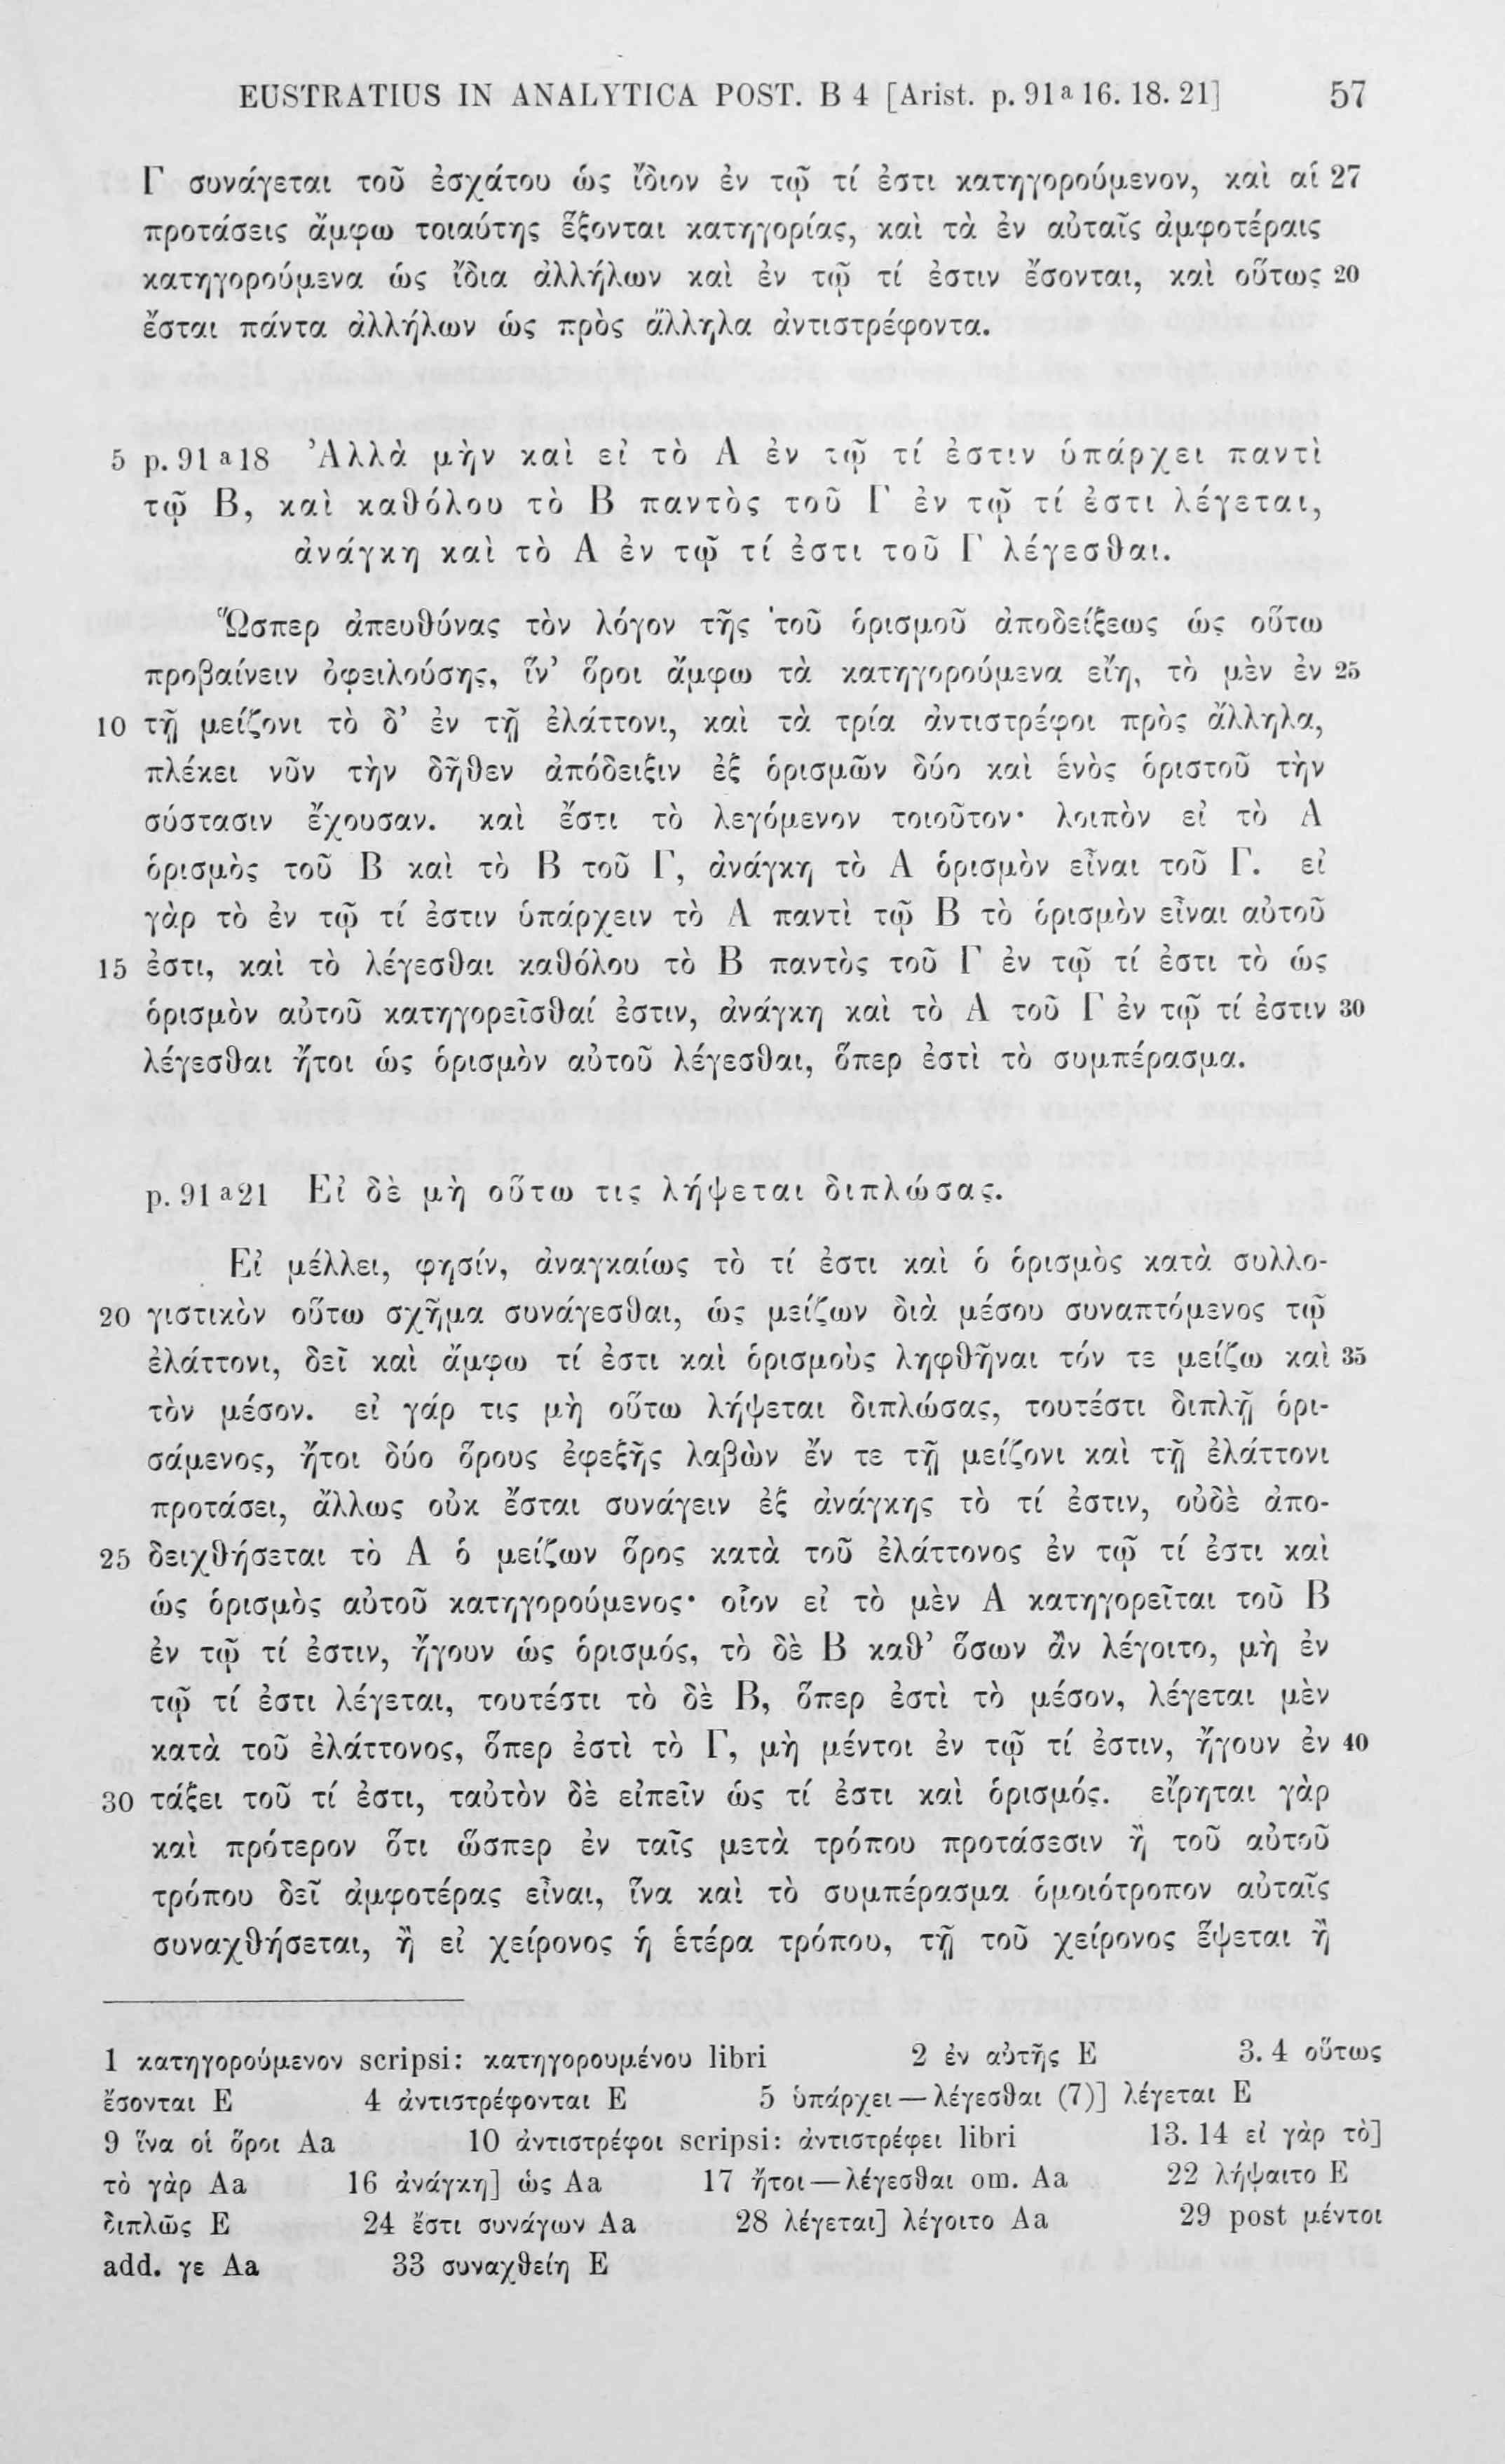 EUSTRATIUS IN ANALYTICA POST. B 4 [Arist. p. 91ᵃ 16. 18. 21] 57
Γ συνάγεται τοῦ ἐσχάτου ὡς ἴδιον ἐν τῷ τί ἐστι κατηγορούμενον, καὶ αἱ 27
προτάσεις ἄμφω τοιαύτης ἕξονται κατηγορίας, καὶ τὰ ἐν αὐταῖς ἀμφοτέραις
κατηγορούμενα ὡς ἴδια ἀλλήλων καὶ ἐν τῷ τί ἐστιν ἔσονται, καὶ οὕτως 20
ἔσται πάντα ἀλλήλων ὡς πρὸς ἄλληλα ἀντιστρέφοντα.
5 p. 91ᵃ18 Ἀλλὰ μὴν καὶ εἰ τὸ Α ἐν τῷ τί ἐστιν ὑπάρχει παντὶ
τῷ Β, καὶ καθόλου τὸ Β παντὸς τοῦ Γ ἐν τῷ τί ἐστι λέγεται,
ἀνάγκη καὶ τὸ Α ἐν τῷ τί ἐστι τοῦ Γ λέγεσθαι.
Ὥσπερ ἀπευθύνας τὸν λόγον τῆς τοῦ ὁρισμοῦ ἀποδείξεως ὡς οὕτω
προβαίνειν ὀφειλούσης, ἵν’ ὅροι ἄμφω τὰ κατηγορούμενα εἴη, τὸ μὲν ἐν 25
10 τῇ μείζονι τὸ δ’ ἐν τῇ ἐλάττονι, καὶ τὰ τρία ἀντιστρέφοι πρὸς ἄλληλα,
πλέκει νῦν τὴν δῆθεν ἀπόδειξιν ἐξ ὁρισμῶν δύο καὶ ἑνὸς ὁριστοῦ τὴν
σύστασιν ἔχουσαν. καὶ ἔστι τὸ λεγόμενον τοιοῦτον· λοιπὸν εἰ τὸ Α
ὁρισμὸς τοῦ Β καὶ τὸ Β τοῦ Γ, ἀνάγκη τὸ Α ὁρισμὸν εἶναι τοῦ Γ. εἰ
γὰρ τὸ ἐν τῷ τί ἐστιν ὑπάρχειν τὸ Α παντὶ τῷ Β τὸ ὁρισμὸν εἶναι αὐτοῦ
15 ἐστι, καὶ τὸ λέγεσθαι καθόλου τὸ Β παντὸς τοῦ Γ ἐν τῷ τί ἐστι τὸ ὡς
ὁρισμὸν αὐτοῦ κατηγορεῖσθαί ἐστιν, ἀνάγκη καὶ τὸ Α τοῦ Γ ἐν τῷ τί ἐστιν 30
λέγεσθαι ἤτοι ὡς ὁρισμὸν αὐτοῦ λέγεσθαι, ὅπερ ἐστὶ τὸ συμπέρασμα.
p. 91ᵃ21 Εἰ δὲ μὴ οὕτω τις λήψεται διπλώσας.
Εἰ μέλλει, φησίν, ἀναγκαίως τὸ τί ἐστι καὶ ὁ ὁρισμὸς κατὰ συλλο-
20 γιστικὸν οὕτω σχῆμα συνάγεσθαι, ὡς μείζων διὰ μέσου συναπτόμενος τῷ
ἐλάττονι, δεῖ καὶ ἄμφω τί ἐστι καὶ ὁρισμοὺς ληφθῆναι τόν τε μείζω καὶ 35
τὸν μέσον. εἰ γάρ τις μὴ οὕτω λήψεται διπλώσας, τουτέστι διπλῇ ὁρι-
σάμενος, ἤτοι δύο ὅρους ἐφεξῆς λαβὼν ἔν τε τῇ μείζονι καὶ τῇ ἐλάττονι
προτάσει, ἄλλως οὐκ ἔσται συνάγειν ἐξ ἀνάγκης τὸ τί ἐστιν, οὐδὲ ἀπο-
25 δειχθήσεται τὸ Α ὁ μείζων ὅρος κατὰ τοῦ ἐλάττονος ἐν τῷ τί ἐστι καὶ
ὡς ὁρισμὸς αὐτοῦ κατηγορούμενος· οἷον εἰ τὸ μὲν Α κατηγορεῖται τοῦ Β
ἐν τῷ τί ἐστιν, ἤγουν ὡς ὁρισμός, τὸ δὲ Β καθ’ ὅσων ἂν λέγοιτο, μὴ ἐν
τῷ τί ἐστι λέγεται, τουτέστι τὸ δὲ Β, ὅπερ ἐστὶ τὸ μέσον, λέγεται μὲν
κατὰ τοῦ ἐλάττονος, ὅπερ ἐστὶ τὸ Γ, μὴ μέντοι ἐν τῷ τί ἐστιν, ἤγουν ἐν 40
30 τάξει τοῦ τί ἐστι, ταὐτὸν δὲ εἰπεῖν ὡς τί ἐστι καὶ ὁρισμός. εἴρηται γὰρ
καὶ πρότερον ὅτι ὥσπερ ἐν ταῖς μετὰ τρόπου προτάσεσιν ἢ τοῦ αὐτοῦ
τρόπου δεῖ ἀμφοτέρας εἶναι, ἵνα καὶ τὸ συμπέρασμα ὁμοιότροπον αὐταῖς
συναχθήσεται, ἢ εἰ χείρονος ἡ ἑτέρα τρόπου, τῇ τοῦ χείρονος ἕψεται ἢ
1 κατηγορούμενον scripsi: κατηγορουμένου libri 2 ἐν αὐτῆς E 3. 4 οὕτως
ἔσονται E 4 ἀντιστρέφονται E 5 ὑπάρχει — λέγεσθαι (7)] λέγεται E
9 ἵνα οἱ ὅροι Aa 10 ἀντιστρέφοι scripsi: ἀντιστρέφει libri 13. 14 εἰ γὰρ τὸ]
τὸ γὰρ Aa 16 ἀνάγκη] ὡς Aa 17 ἤτοι — λέγεσθαι om. Aa 22 λήψαιτο E
διπλῶς E 24 ἔστι συνάγων Aa 28 λέγεται] λέγοιτο Aa 29 post μέντοι
add. γε Aa 33 συναχθείη E